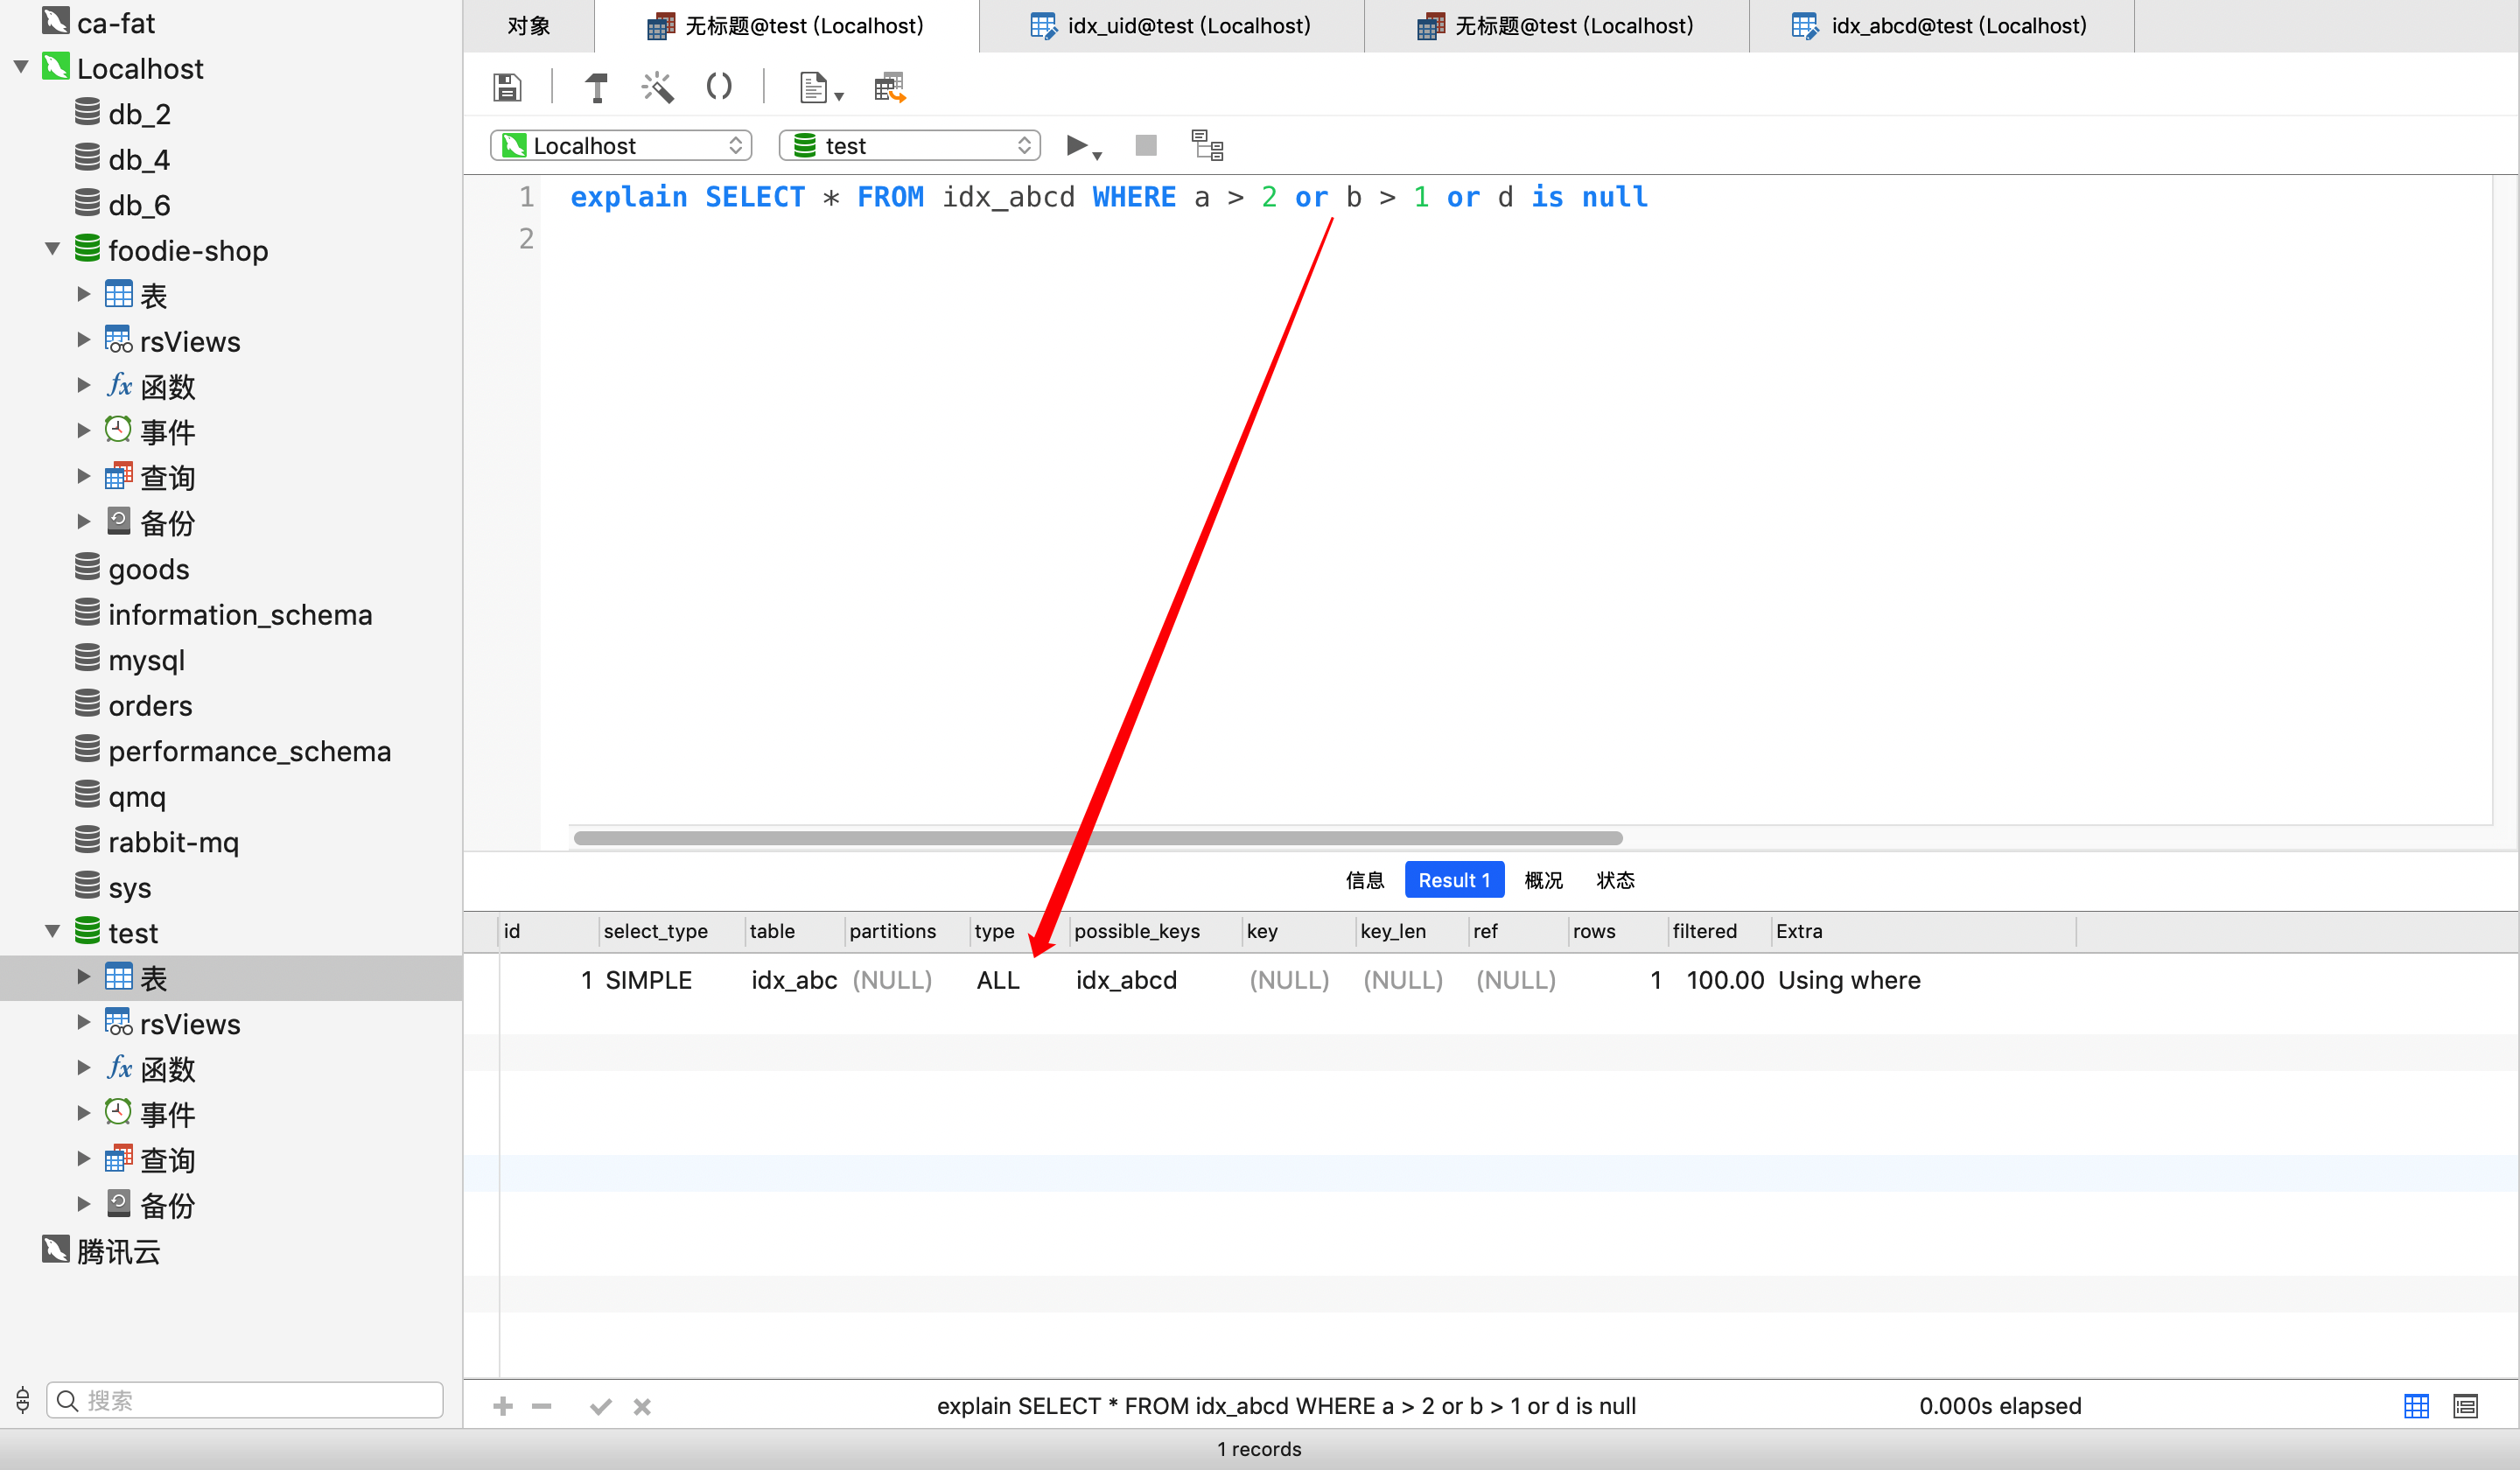 ca-fat
Localhost
db_2
db_4
db_6
foodie-shop
表
rsViews
fx 函数
事件
查询
备份
goods
information_schema
mysql
orders
performance_schema
qmq
rabbit-mq
sys
test
表
rsViews
fx 函数
事件
查询
备份
腾讯云
搜索
对象 无标题@test (Localhost) idx_uid@test (Localhost) 无标题@test (Localhost) idx_abcd@test (Localhost)
Localhost test
1 explain SELECT * FROM idx_abcd WHERE a > 2 or b > 1 or d is null
2
信息 Result 1 概况 状态
id select_type table partitions type possible_keys key key_len ref rows filtered Extra
1 SIMPLE idx_abc (NULL) ALL idx_abcd (NULL) (NULL) (NULL) 1 100.00 Using where
explain SELECT * FROM idx_abcd WHERE a > 2 or b > 1 or d is null 0.000s elapsed
1 records